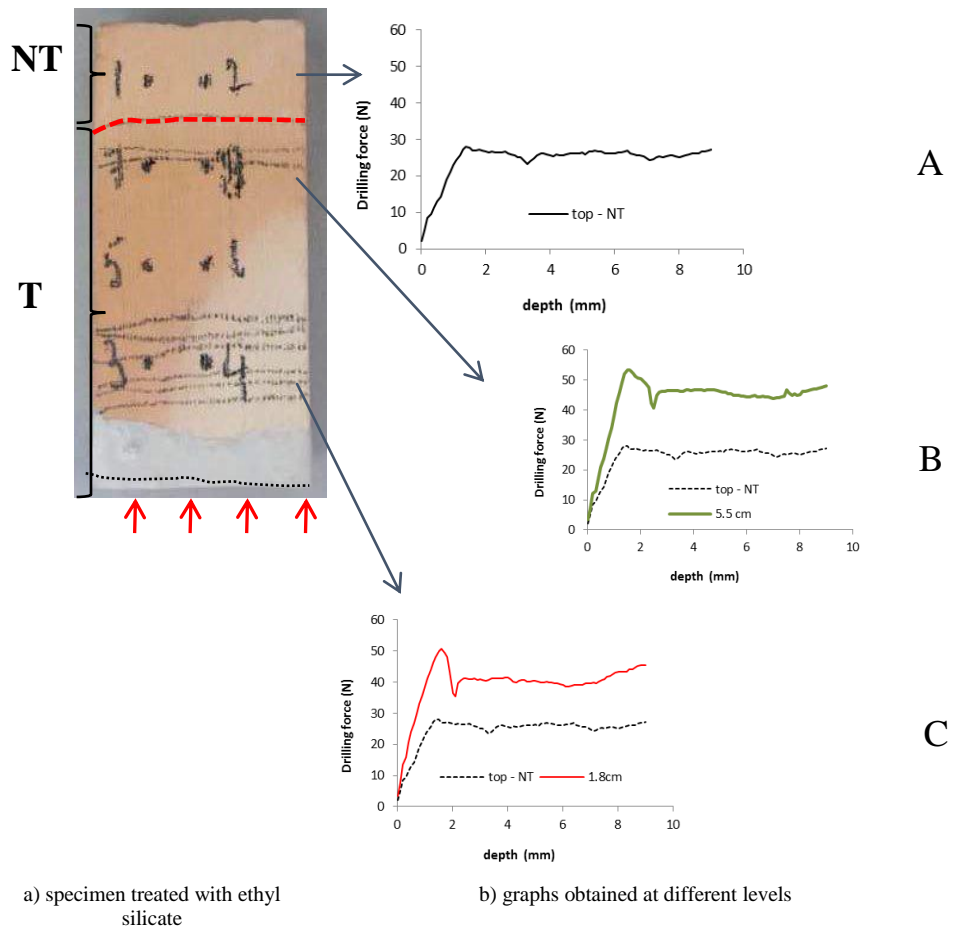 NT
T
1 2
5
3 4
60
50
40
30
20
10
0
Drilling force (N)
top - NT
0 2 4 6 8 10
depth (mm)
A
60
50
40
30
20
10
0
Drilling force (N)
top - NT
5.5 cm
0 2 4 6 8 10
depth (mm)
B
60
50
40
30
20
10
0
Drilling force (N)
top - NT 1.8cm
0 2 4 6 8 10
depth (mm)
C
a) specimen treated with ethyl
silicate
b) graphs obtained at different levels